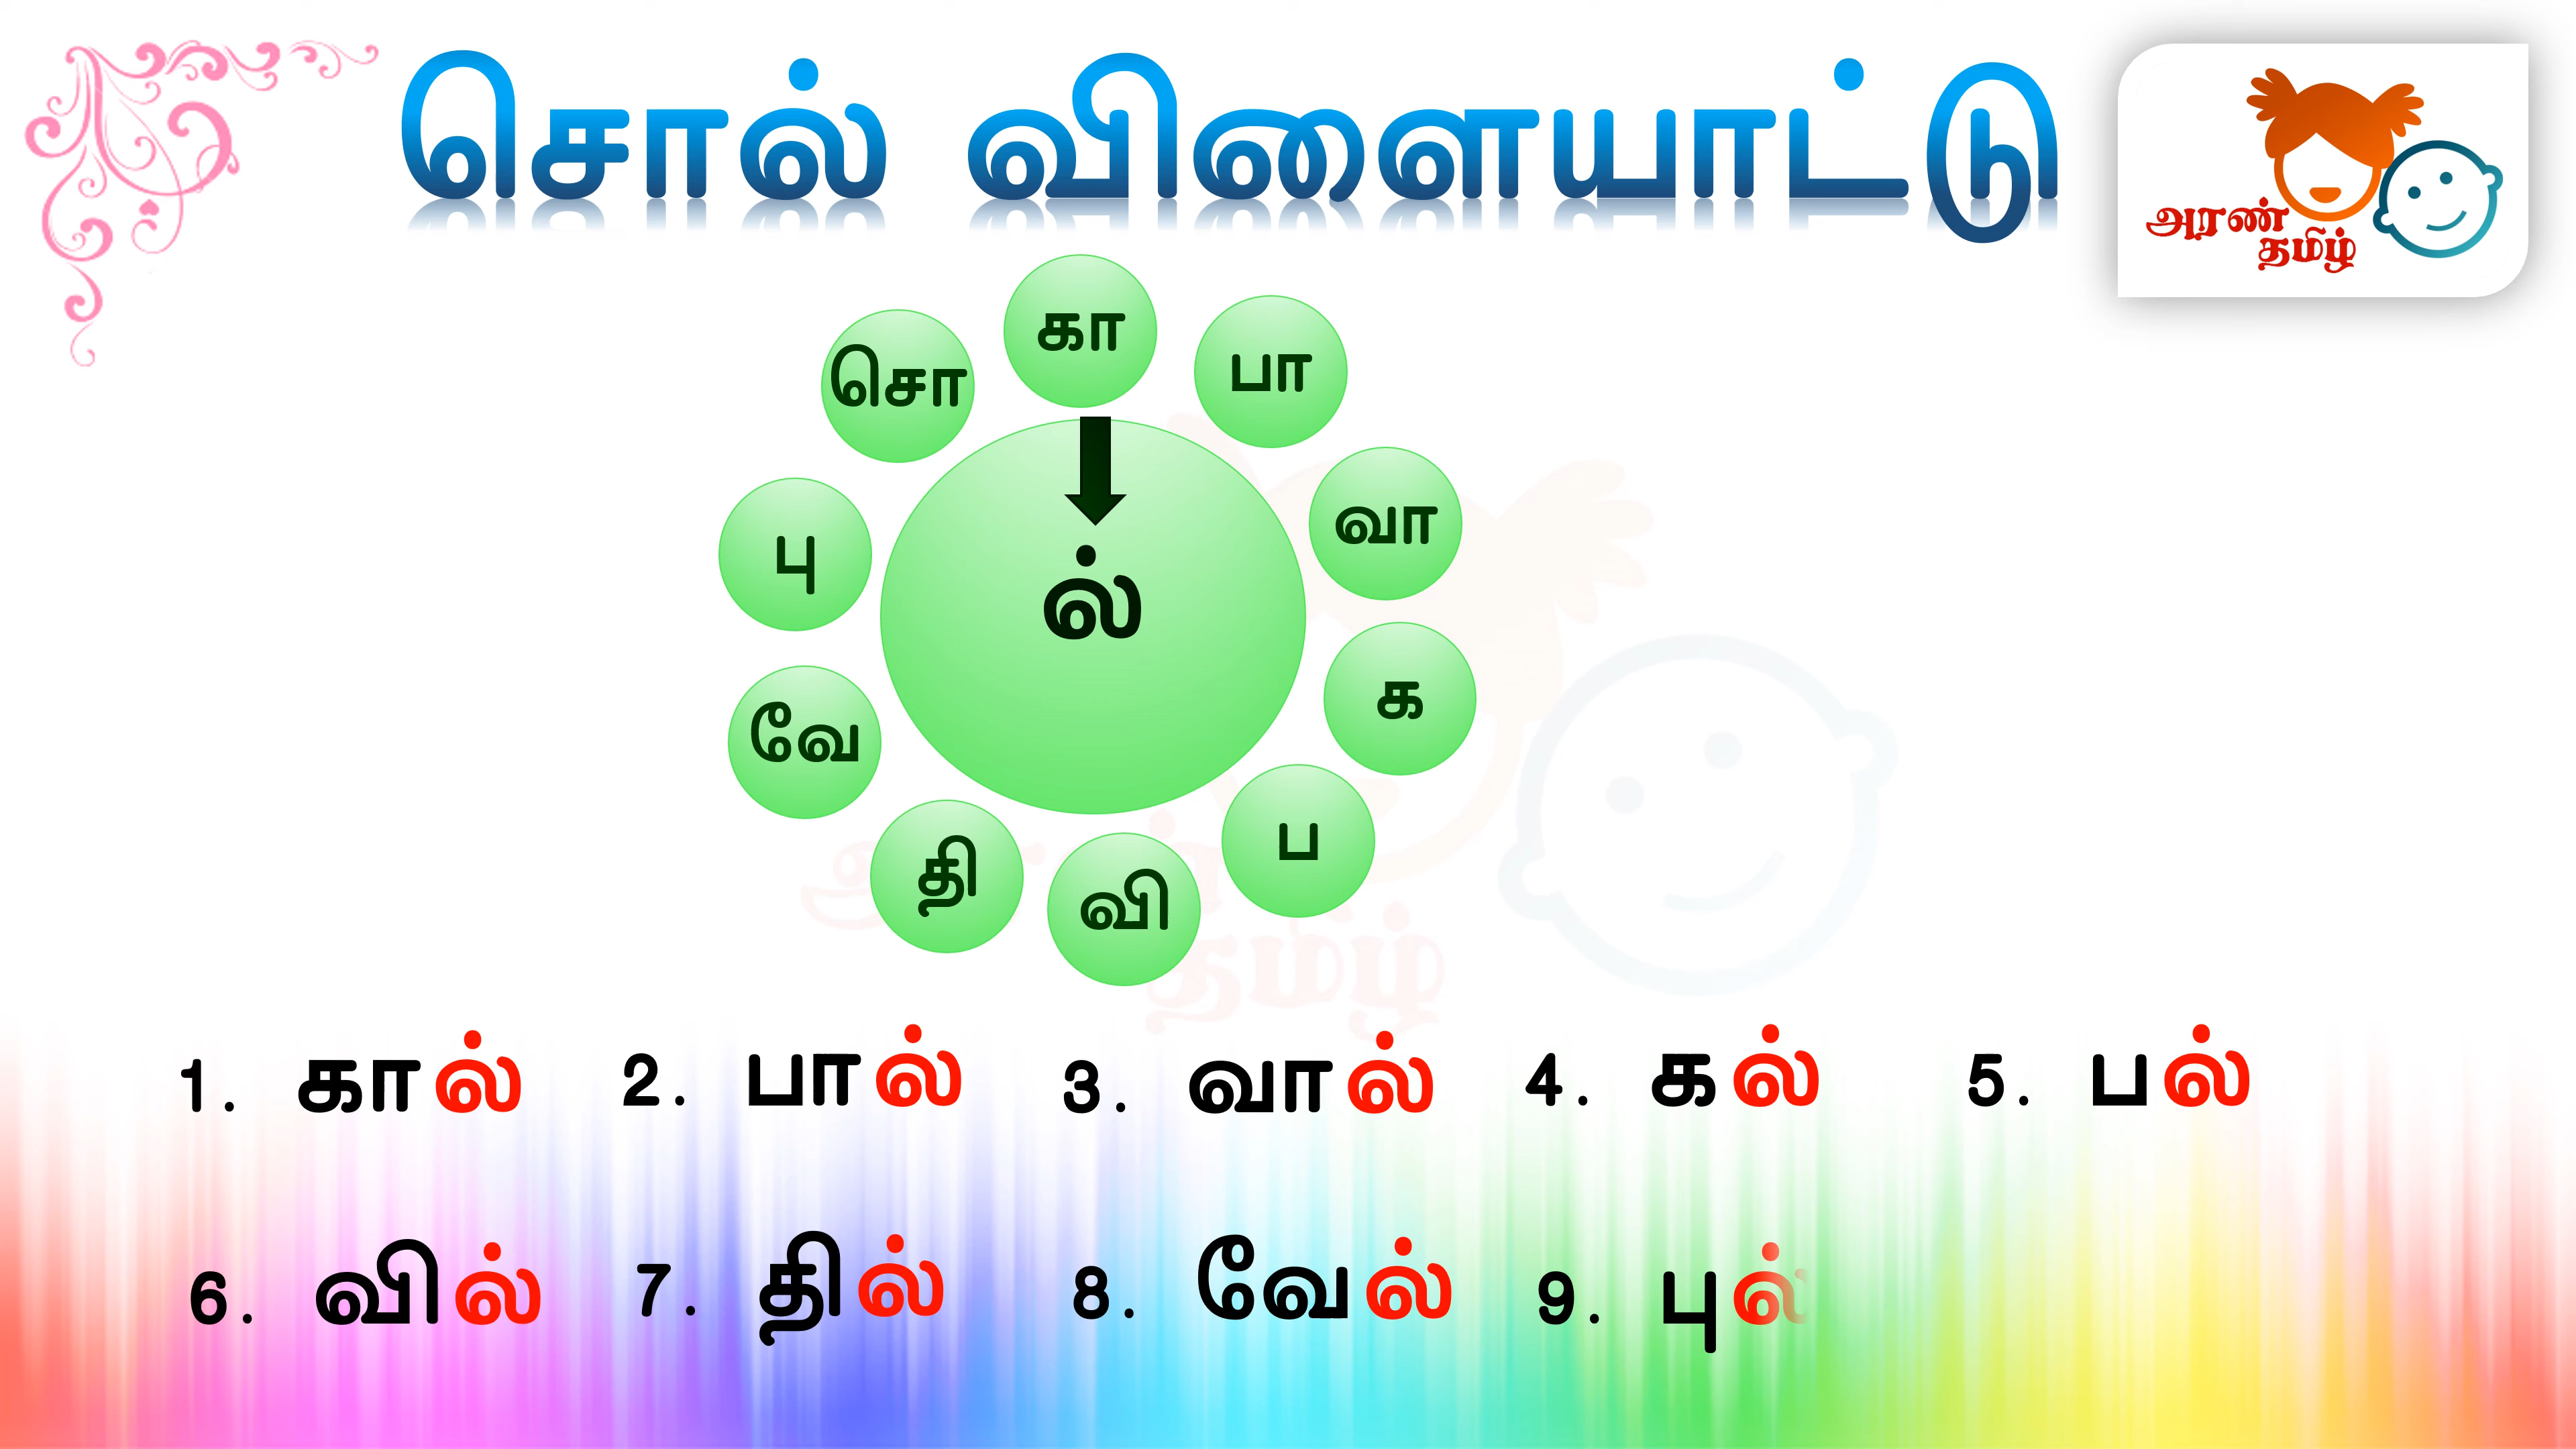 சொல் விளையாட்டு
அரண்
தமிழ்
கா
பா
வா
க
ப
வி
தி
வே
பு
சொ
ல்
1. கால் 2. பால் 3. வால் 4. கல் 5. பல்
6. வில் 7. தில் 8. வேல் 9. புல்